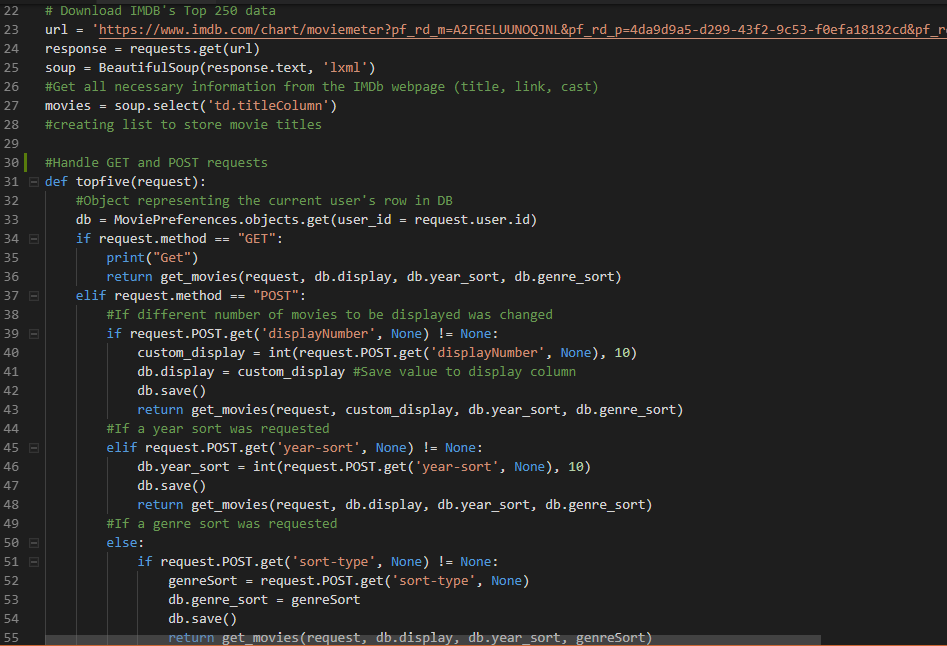 22 # Download IMDB's Top 250 data
23 url = 'https://www.imdb.com/chart/moviemeter?pf_rd_m=A2FGELUUNOQJNL&pf_rd_p=4da9d9a5-d299-43f2-9c53-f0efa18182cd&pf_r
24 response = requests.get(url)
25 soup = BeautifulSoup(response.text, 'lxml')
26 #Get all necessary information from the IMDb webpage (title, link, cast)
27 movies = soup.select('td.titleColumn')
28 #creating list to store movie titles
29
30 #Handle GET and POST requests
31 def topfive(request):
32     #Object representing the current user's row in DB
33     db = MoviePreferences.objects.get(user_id = request.user.id)
34     if request.method == "GET":
35         print("Get")
36         return get_movies(request, db.display, db.year_sort, db.genre_sort)
37     elif request.method == "POST":
38         #If different number of movies to be displayed was changed
39         if request.POST.get('displayNumber', None) != None:
40             custom_display = int(request.POST.get('displayNumber', None), 10)
41             db.display = custom_display #Save value to display column
42             db.save()
43             return get_movies(request, custom_display, db.year_sort, db.genre_sort)
44         #If a year sort was requested
45         elif request.POST.get('year-sort', None) != None:
46             db.year_sort = int(request.POST.get('year-sort', None), 10)
47             db.save()
48             return get_movies(request, db.display, db.year_sort, db.genre_sort)
49         #If a genre sort was requested
50         else:
51             if request.POST.get('sort-type', None) != None:
52                 genreSort = request.POST.get('sort-type', None)
53                 db.genre_sort = genreSort
54                 db.save()
55                 return get_movies(request, db.display, db.year_sort, genreSort)